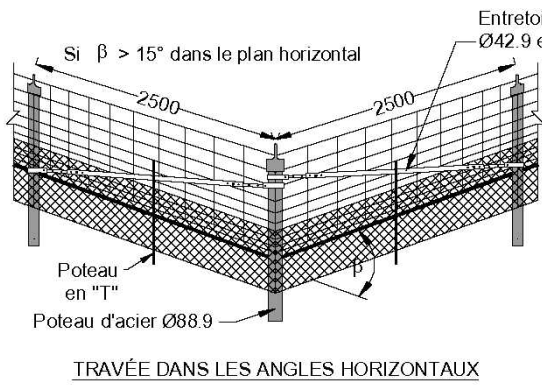 Entreto
Si β > 15° dans le plan horizontal
Ø42.9 e
2500
2500
Poteau
en "T"
β
Poteau d'acier Ø88.9
TRAVÉE DANS LES ANGLES HORIZONTAUX